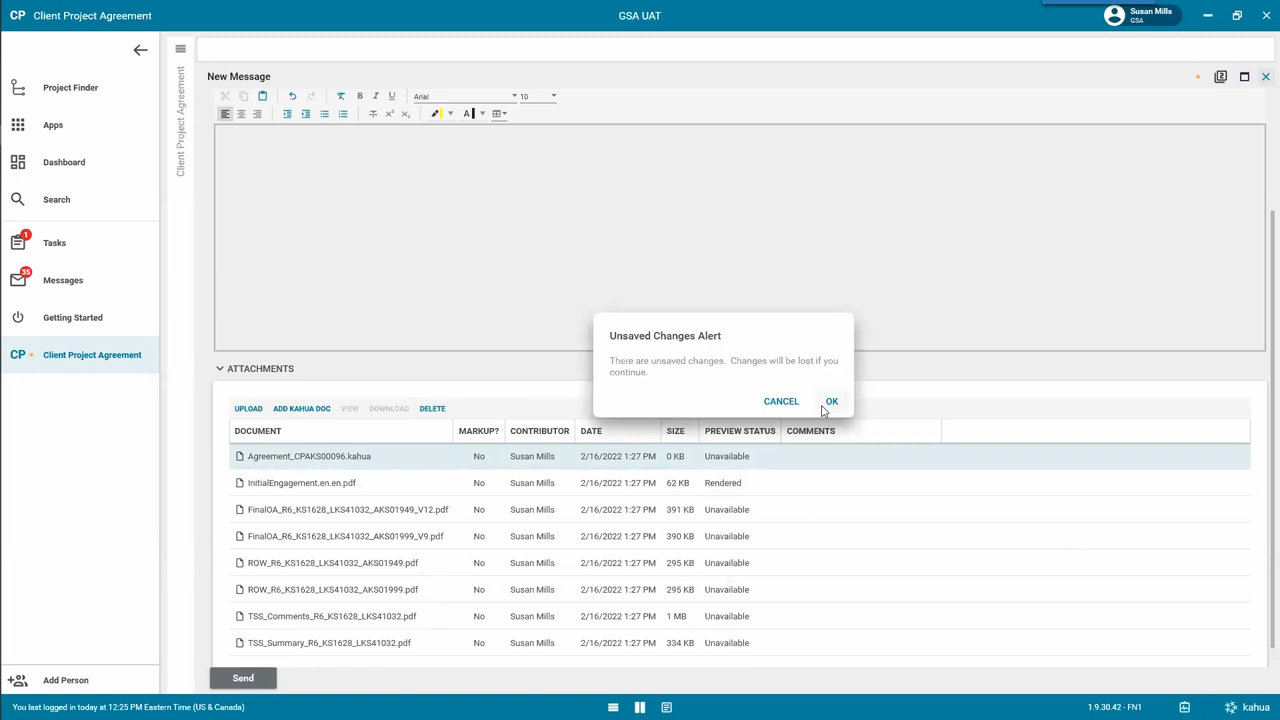 CP Client Project Agreement
GSA UAT
Susan Mills
GSA
Client Project Agreement
New Message
Project Finder
Apps
Dashboard
Search
1
Tasks
35
Messages
Getting Started
CP Client Project Agreement
Add Person
Arial 10
B I U
ATTACHMENTS
UPLOAD ADD KAHUA DOC VIEW DOWNLOAD DELETE
DOCUMENT MARKUP? CONTRIBUTOR DATE SIZE PREVIEW STATUS COMMENTS
Agreement_CPAKS00096.kahua No Susan Mills 2/16/2022 1:27 PM 0 KB Unavailable
InitialEngagement.en.en.pdf No Susan Mills 2/16/2022 1:27 PM 62 KB Rendered
FinalOA_R6_KS1628_LKS41032_AKS01949_V12.pdf No Susan Mills 2/16/2022 1:27 PM 391 KB Unavailable
FinalOA_R6_KS1628_LKS41032_AKS01999_V9.pdf No Susan Mills 2/16/2022 1:27 PM 390 KB Unavailable
ROW_R6_KS1628_LKS41032_AKS01949.pdf No Susan Mills 2/16/2022 1:27 PM 295 KB Unavailable
ROW_R6_KS1628_LKS41032_AKS01999.pdf No Susan Mills 2/16/2022 1:27 PM 295 KB Unavailable
TSS_Comments_R6_KS1628_LKS41032.pdf No Susan Mills 2/16/2022 1:27 PM 1 MB Unavailable
TSS_Summary_R6_KS1628_LKS41032.pdf No Susan Mills 2/16/2022 1:27 PM 334 KB Unavailable
Send
Unsaved Changes Alert
There are unsaved changes. Changes will be lost if you
continue.
CANCEL OK
You last logged in today at 12:25 PM Eastern Time (US & Canada)
1.9.30.42 - FN1
kahua